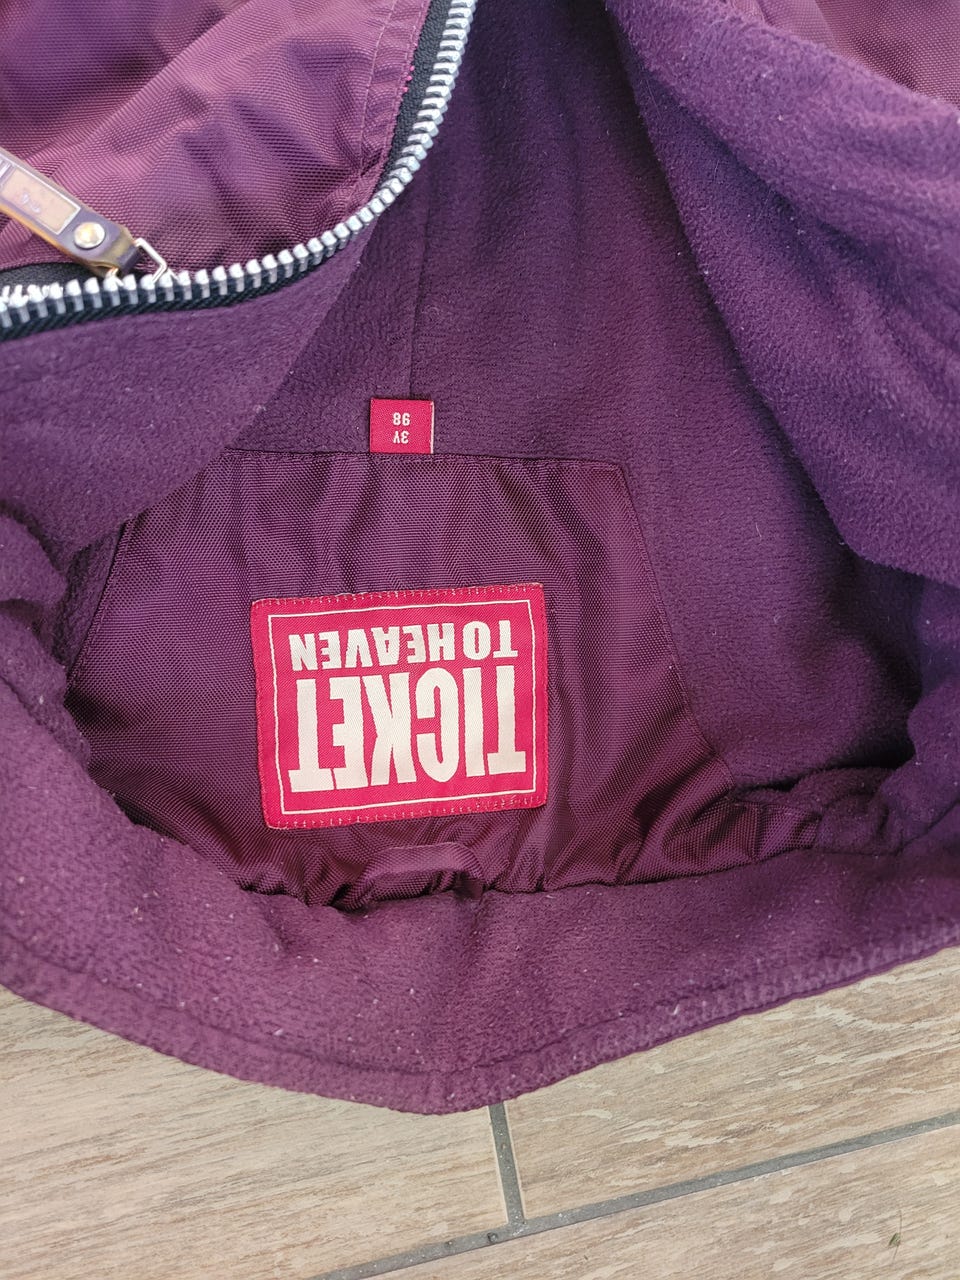 3Y
98
TICKET
TO HEAVEN